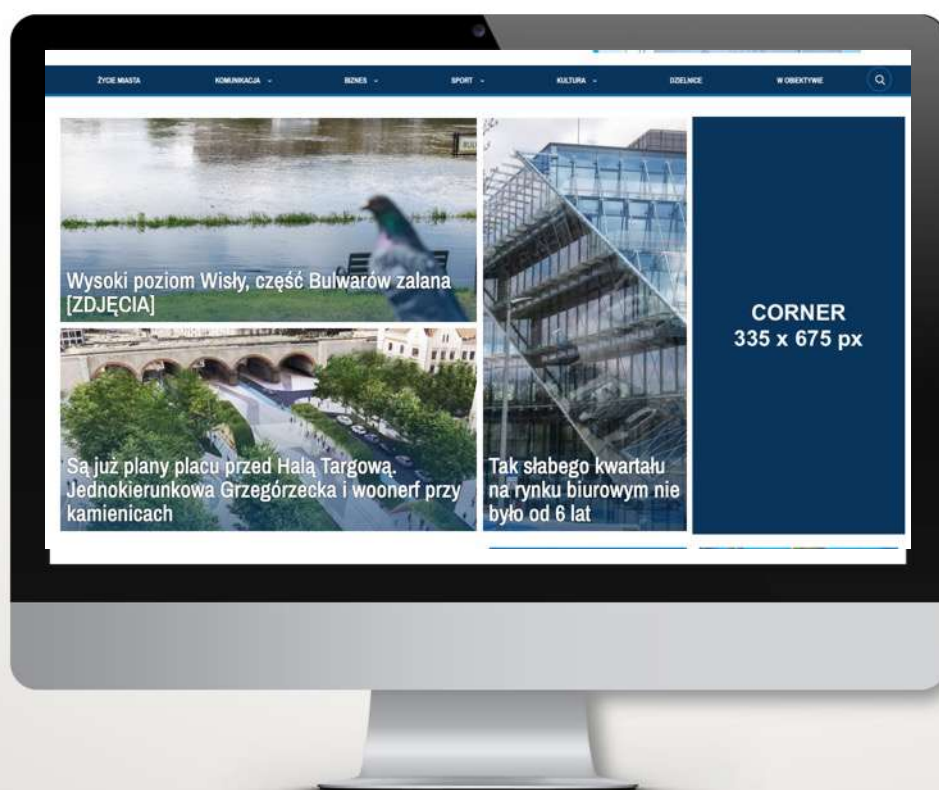 ŻYCIE MIASTA
KOMUNIKACJA
BIZNES
SPORT
KULTURA
DZIELNICE
W OBIEKTYWIE
Wysoki poziom Wisły, część Bulwarów zalana
[ZDJĘCIA]
Są już plany placu przed Halą Targową.
Jednokierunkowa Grzegórzecka i woonerf przy
kamienicach
Tak słabego kwartału
na rynku biurowym nie
było od 6 lat
CORNER
335 x 675 px